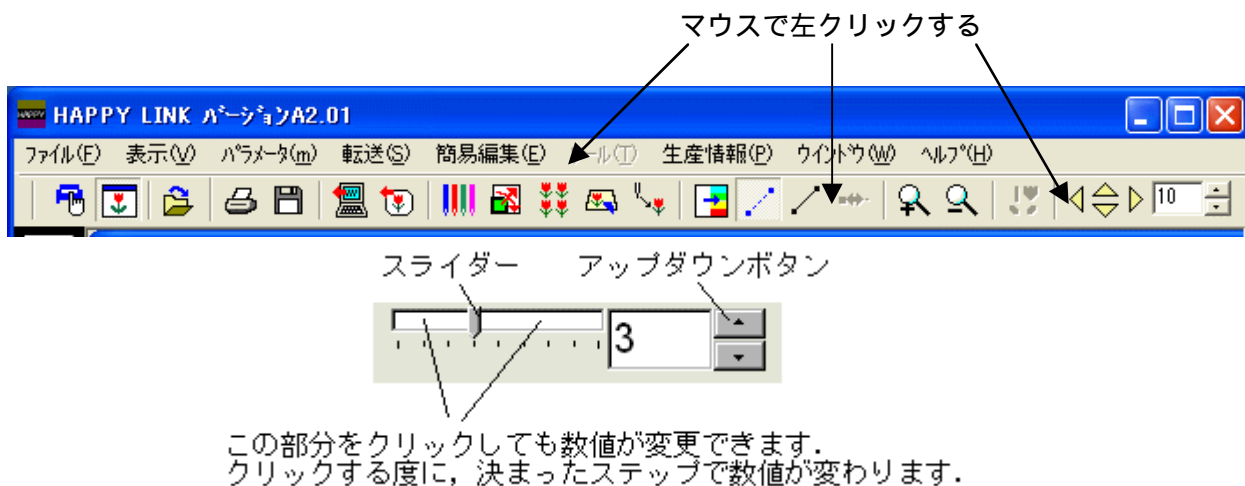 マウスで左クリックする
HAPPY LINK バージョンA2.01
ファイル(F) 表示(V) パラメータ(m) 転送(S) 簡易編集(E) ール(T) 生産情報(P) ウインドウ(W) ヘルプ(H)
10
スライダー アップダウンボタン
3
この部分をクリックしても数値が変更できます.
クリックする度に，決まったステップで数値が変わります.